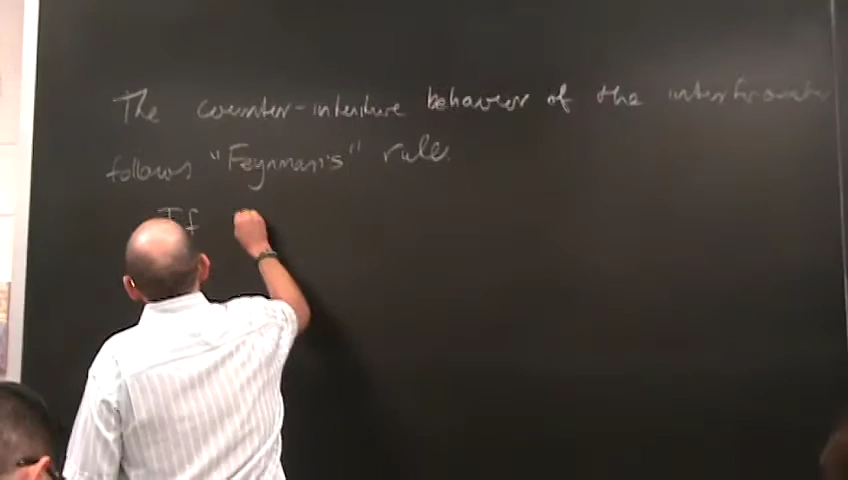 The counter-intuitive behavior of the interferometer
follows "Feynman's" rule.
If